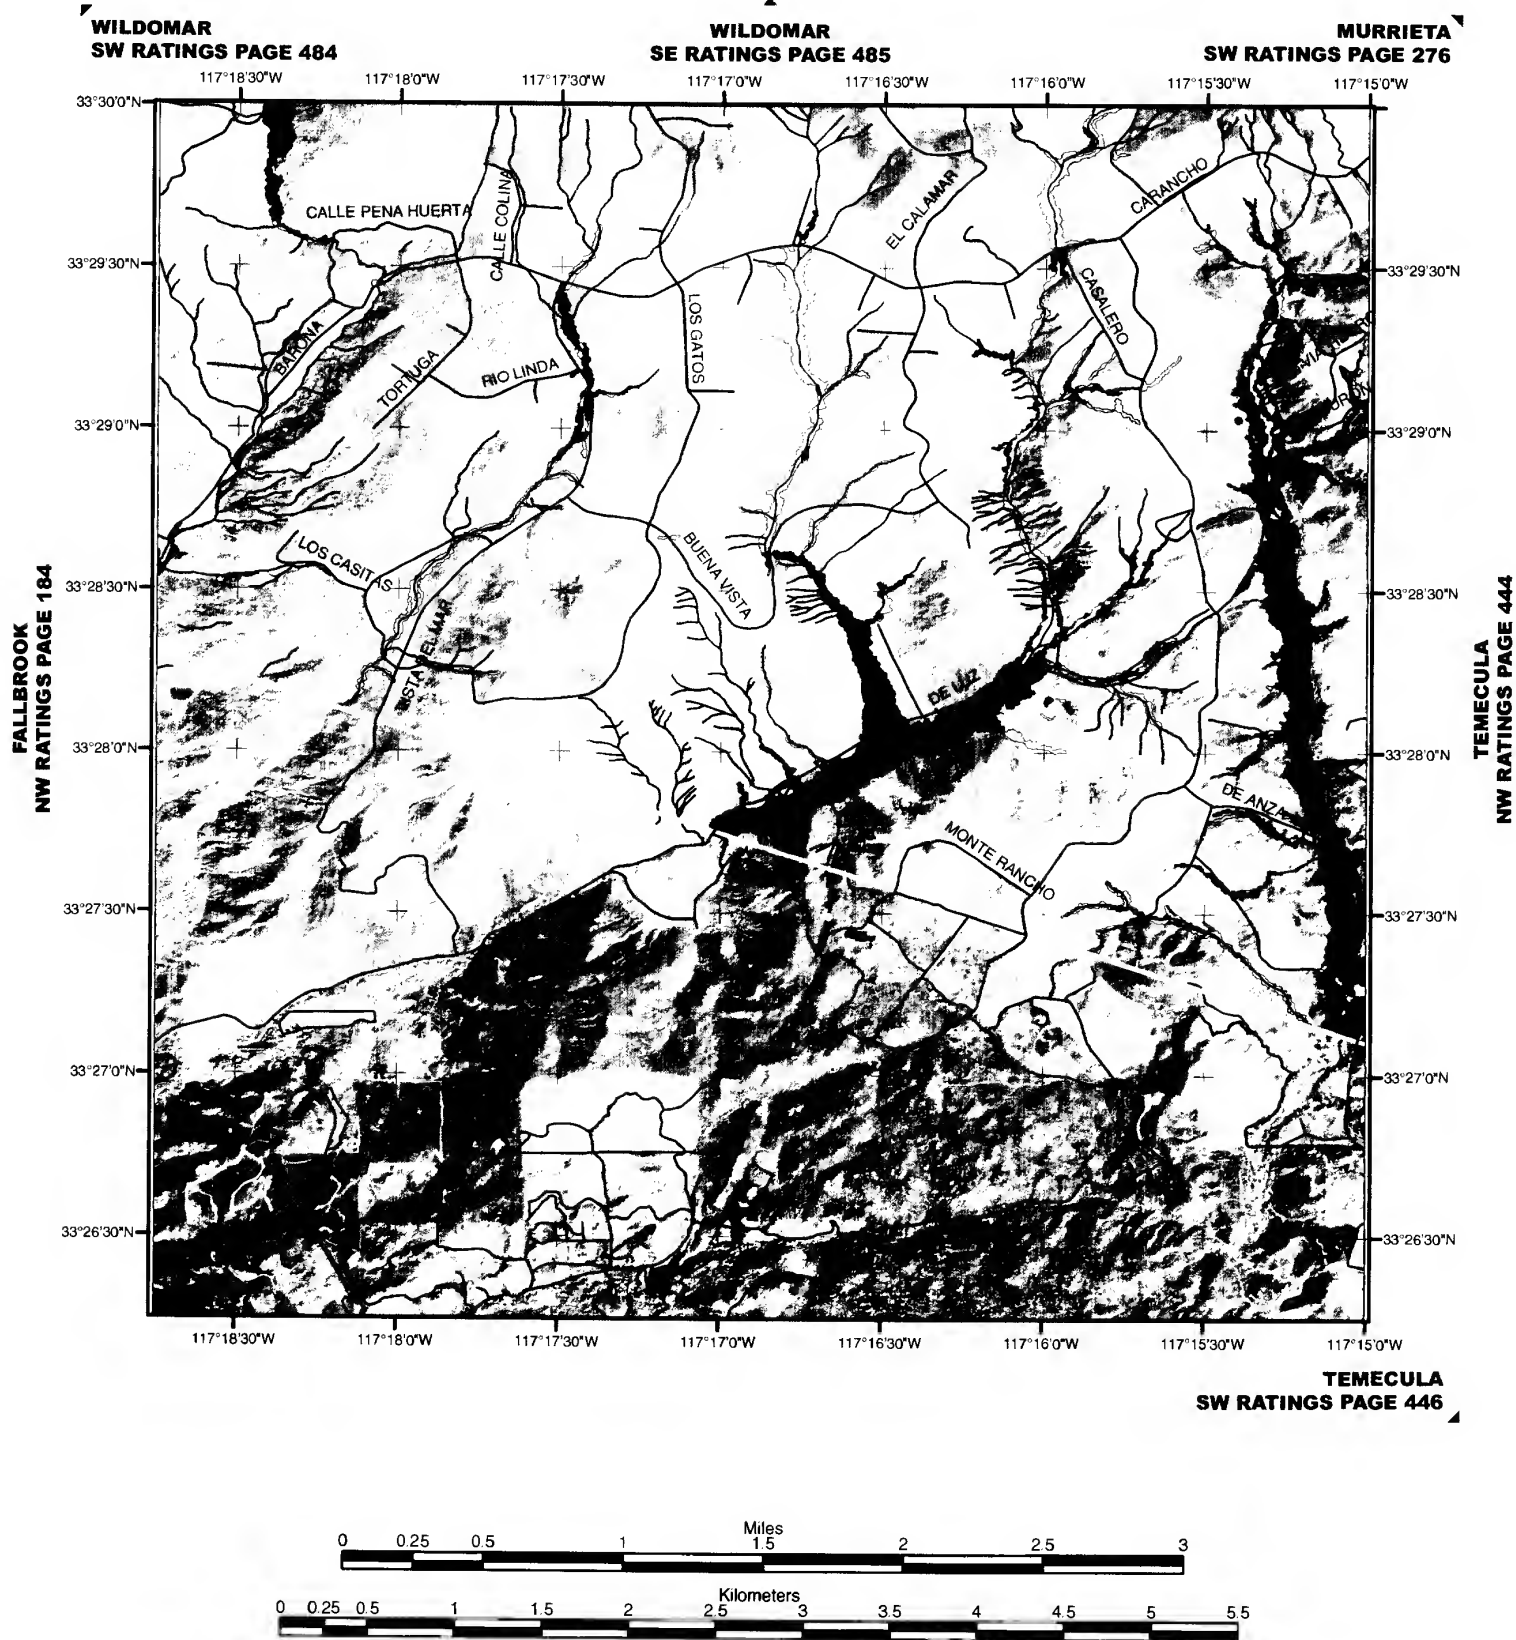 WILDOMAR
SW RATINGS PAGE 484
WILDOMAR
SE RATINGS PAGE 485
MURRIETA
SW RATINGS PAGE 276
117°18'30"W 117°18'0"W 117°17'30"W 117°17'0"W 117°16'30"W 117°16'0"W 117°15'30"W 117°15'0"W
33°30'0"N
CARANCHO
CALLE PENA HUERTA
CALLE COLINA
EL CALAMAR
33°29'30"N 33°29'30"N
CASALERO
LOS GATOS
BARONA
TORTUGA
RIO LINDA
33°29'0"N 33°29'0"N
BUENA VISTA
LOS CASITAS
33°28'30"N 33°28'30"N
FALLBROOK
NW RATINGS PAGE 184
TEMECULA
NW RATINGS PAGE 444
DEL MAR
DE LUZ
33°28'0"N 33°28'0"N
DE ANZA
MONTE RANCHO
33°27'30"N 33°27'30"N
33°27'0"N 33°27'0"N
33°26'30"N 33°26'30"N
117°18'30"W 117°18'0"W 117°17'30"W 117°17'0"W 117°16'30"W 117°16'0"W 117°15'30"W 117°15'0"W
TEMECULA
SW RATINGS PAGE 446
Miles
0 0.25 0.5 1 1.5 2 2.5 3
Kilometers
0 0.25 0.5 1 1.5 2 2.5 3 3.5 4 4.5 5 5.5